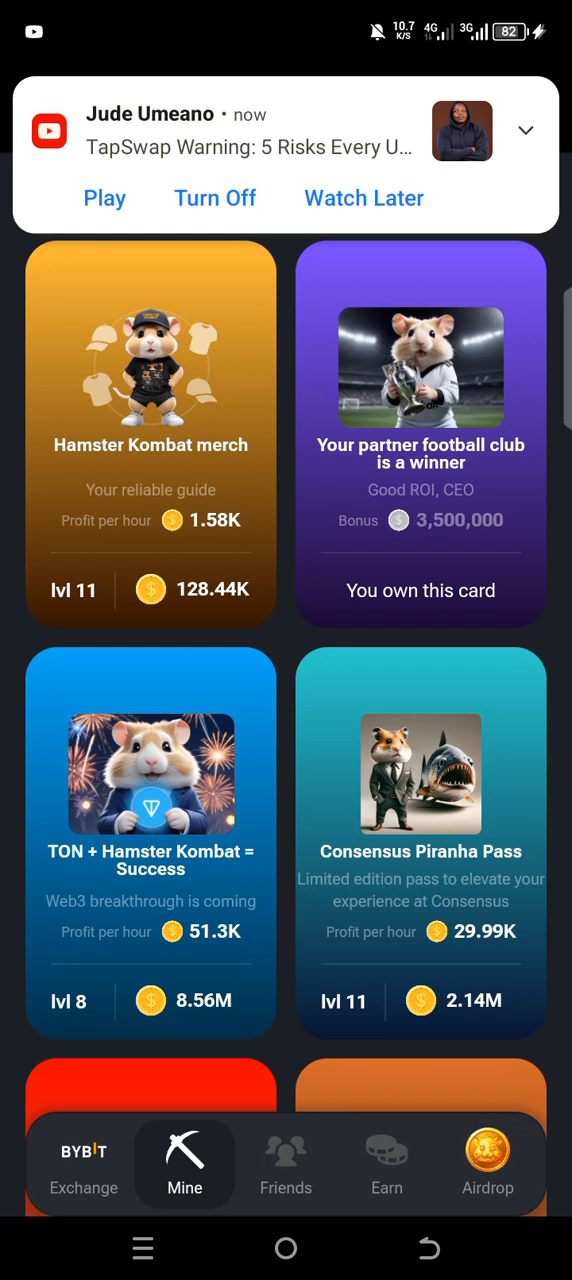 10.7
K/S
4G
3G
82
Jude Umeano • now
TapSwap Warning: 5 Risks Every U...
Play
Turn Off
Watch Later
Hamster Kombat merch
Your reliable guide
Profit per hour 1.58K
lvl 11
128.44K
Your partner football club
is a winner
Good ROI, CEO
Bonus 3,500,000
You own this card
TON + Hamster Kombat =
Success
Web3 breakthrough is coming
Profit per hour 51.3K
lvl 8
8.56M
Consensus Piranha Pass
Limited edition pass to elevate your
experience at Consensus
Profit per hour 29.99K
lvl 11
2.14M
BYBIT
Exchange
Mine
Friends
Earn
Airdrop